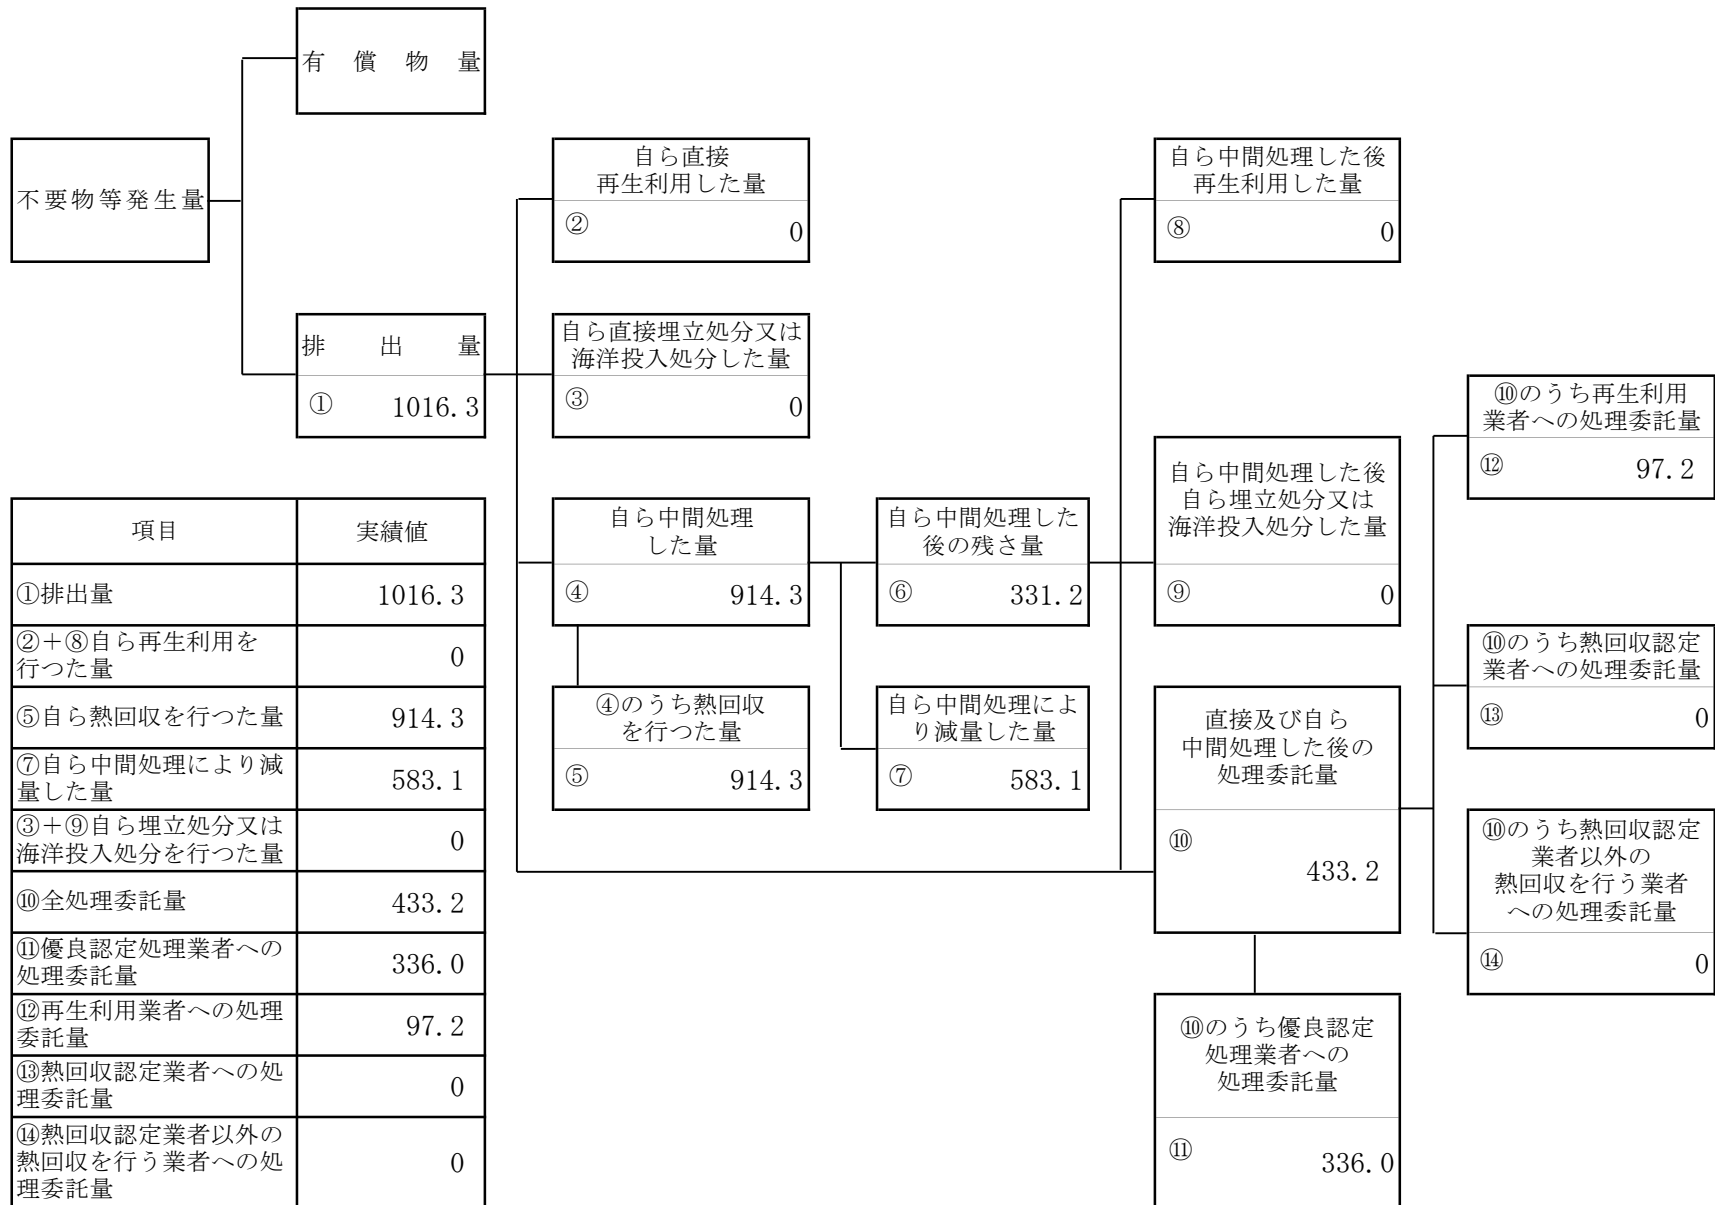 有償物量
不要物等発生量
自ら直接
再生利用した量
②
0
自ら中間処理した後
再生利用した量
⑧
0
排出量
①
1016.3
自ら直接埋立処分又は
海洋投入処分した量
③
0
⑩のうち再生利用
業者への処理委託量
⑫
97.2
自ら中間処理
した量
④
914.3
自ら中間処理した
後の残さ量
⑥
331.2
自ら中間処理した後
自ら埋立処分又は
海洋投入処分した量
⑨
0
⑩のうち熱回収認定
業者への処理委託量
⑬
0
④のうち熱回収
を行つた量
⑤
914.3
自ら中間処理によ
り減量した量
⑦
583.1
直接及び自ら
中間処理した後の
処理委託量
⑩
433.2
⑩のうち熱回収認定
業者以外の
熱回収を行う業者
への処理委託量
⑭
0
⑩のうち優良認定
処理業者への
処理委託量
⑪
336.0
項目 実績値
①排出量 1016.3
②+⑧自ら再生利用を
行つた量 0
⑤自ら熱回収を行つた量 914.3
⑦自ら中間処理により減
量した量 583.1
③+⑨自ら埋立処分又は
海洋投入処分を行つた量 0
⑩全処理委託量 433.2
⑪優良認定処理業者への
処理委託量 336.0
⑫再生利用業者への処理
委託量 97.2
⑬熱回収認定業者への処
理委託量 0
⑭熱回収認定業者以外の
熱回収を行う業者への処
理委託量 0